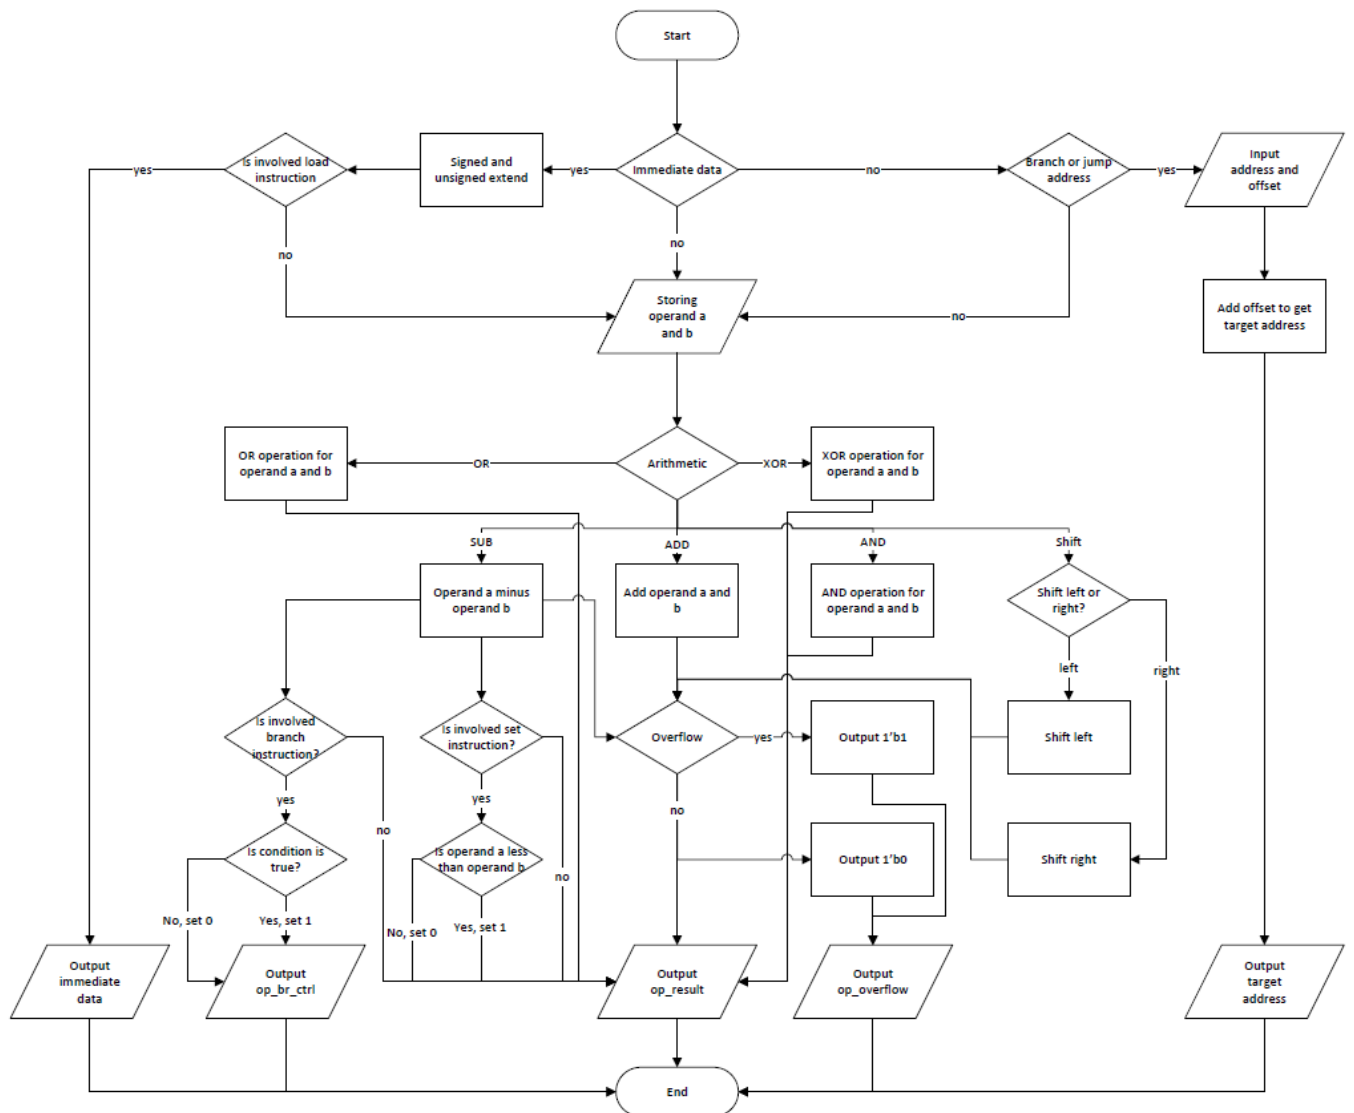 Start
Is involved load
instruction
Signed and
unsigned extend
Immediate data
Branch or jump
address
Input
address and
offset
yes
yes
no
yes
no
no
Storing
operand a
and b
no
Add offset to get
target address
OR operation for
operand a and b
OR
Arithmetic
XOR
XOR operation for
operand a and b
SUB
ADD
AND
Shift
Operand a minus
operand b
Add operand a and
b
AND operation for
operand a and b
Shift left or
right?
left
right
Is involved
branch
instruction?
Is involved set
instruction?
Overflow
yes
Output 1'b1
Shift left
yes
yes
no
no
Is condition is
true?
Is operand a less
than operand b
no
Output 1'b0
Shift right
No, set 0
Yes, set 1
No, set 0
Yes, set 1
Output
immediate
data
Output
op_br_ctrl
Output
op_result
Output
op_overflow
Output
target
address
End